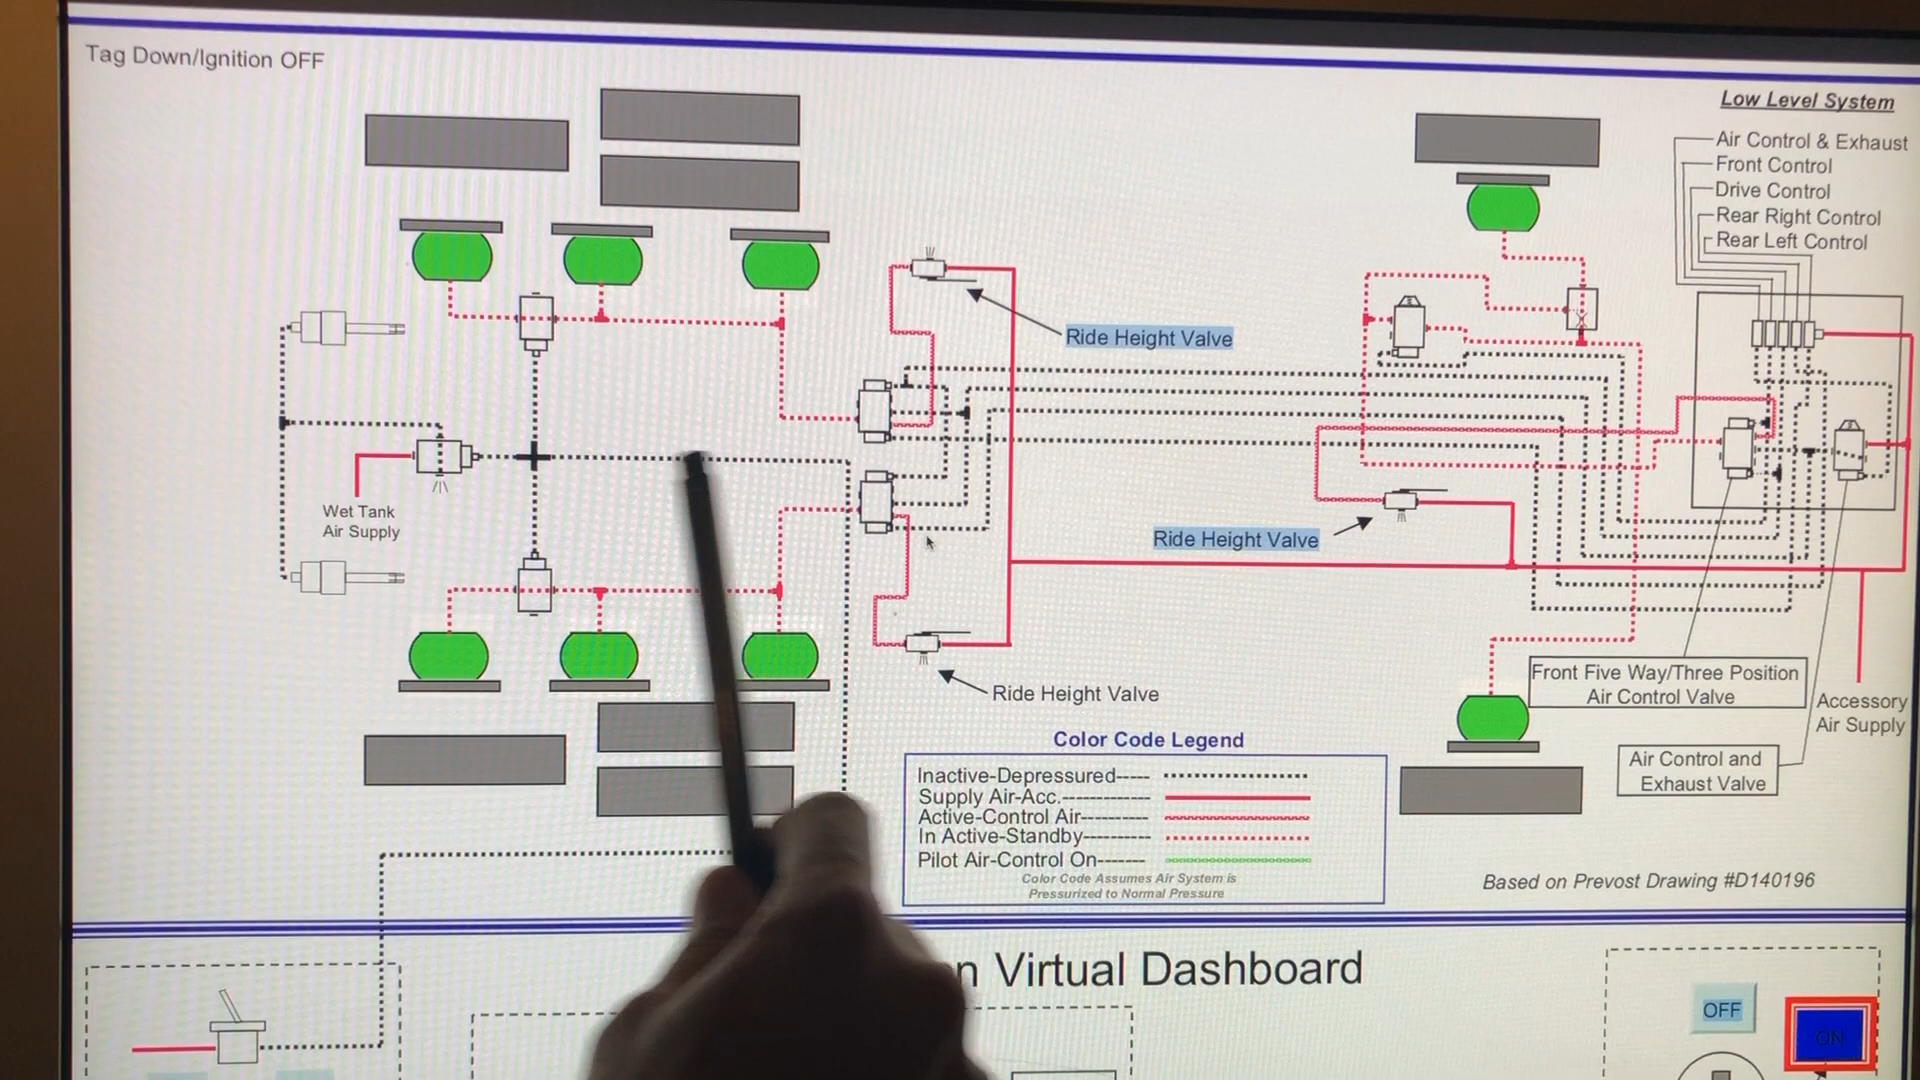 Tag Down/Ignition OFF
Low Level System
Air Control & Exhaust
Front Control
Drive Control
Rear Right Control
Rear Left Control
Ride Height Valve
Wet Tank
Air Supply
Ride Height Valve
Ride Height Valve
Front Five Way/Three Position
Air Control Valve
Accessory
Air Supply
Air Control and
Exhaust Valve
Color Code Legend
Inactive-Depressured-----
Supply Air-Acc.-------------
Active-Control Air----------
In Active-Standby----------
Pilot Air-Control On-------
Color Code Assumes Air System is
Pressurized to Normal Pressure
Based on Prevost Drawing #D140196
n Virtual Dashboard
OFF
ON